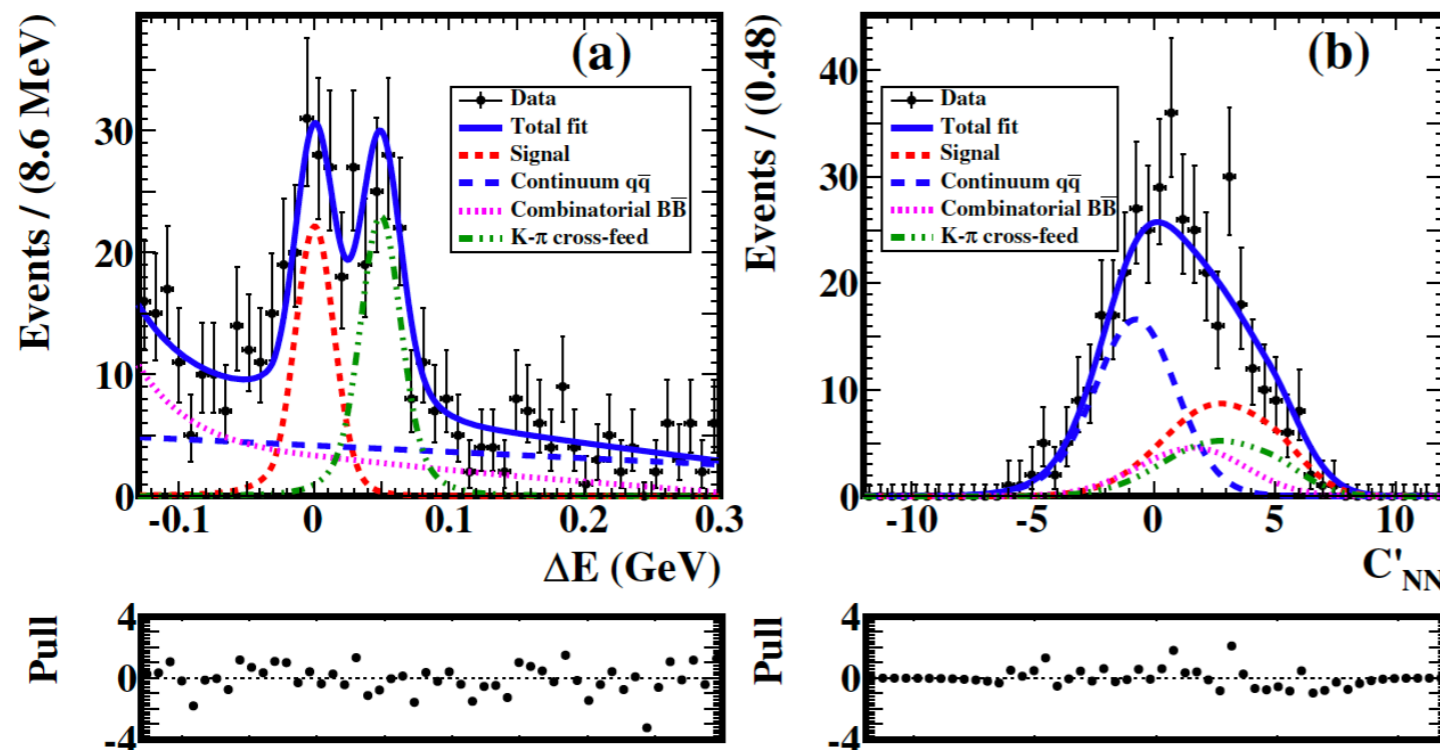 (a)
Events / (8.6 MeV)
Data
Total fit
Signal
Continuum qq̅
Combinatorial BB̅
K-π cross-feed
30
20
10
0
-0.1 0 0.1 0.2 0.3
ΔE (GeV)
Pull
4
0
-4
(b)
Events / (0.48)
Data
Total fit
Signal
Continuum qq̅
Combinatorial BB̅
K-π cross-feed
40
30
20
10
0
-10 -5 0 5 10
C'NN
Pull
4
0
-4